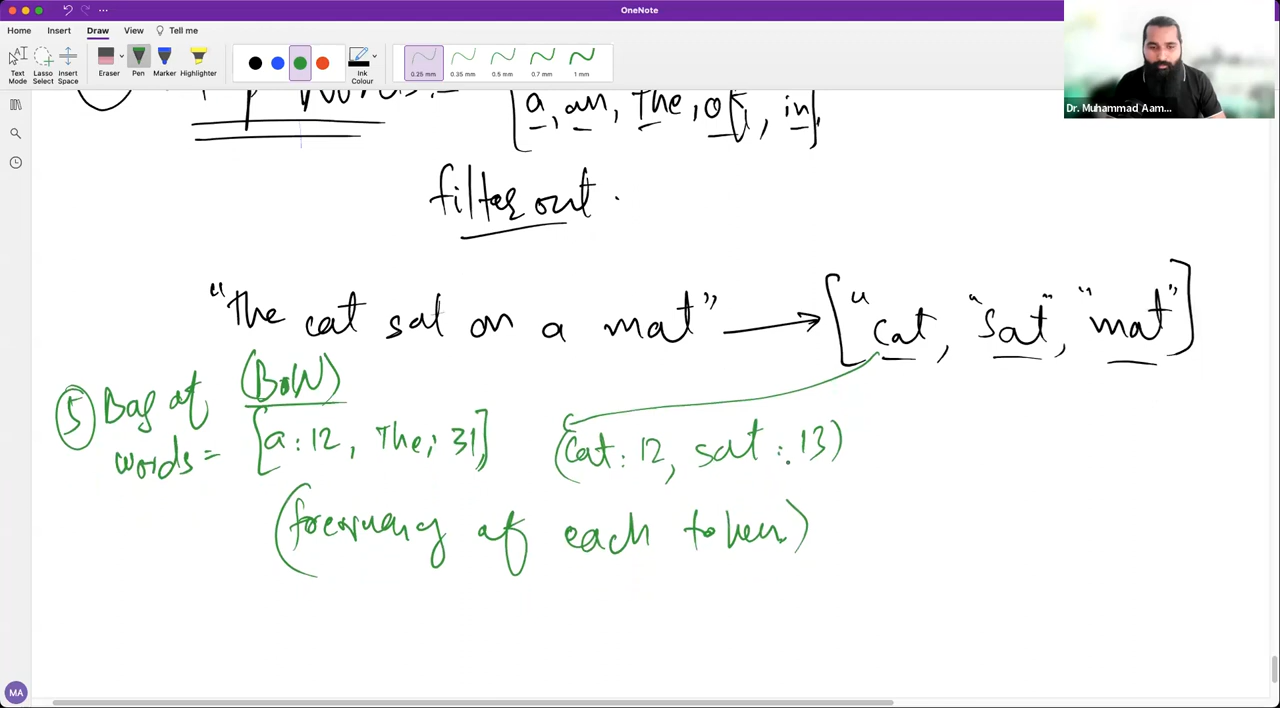 OneNote
Home Insert Draw View Tell me
Text Mode Lasso Select Insert Space Eraser Pen Marker Highlighter Ink Colour 0.25 mm 0.35 mm 0.5 mm 0.7 mm 1 mm
Dr. Muhammad Aam...
words:- [a, an, the, of, in].
filter out.
"The cat sat on a mat" → ["cat, "sat", "mat"]
⑤ Bag of words = (BoW)
[a: 12, The: 31] (cat: 12, sat: 13)
(frequency of each token)
MA